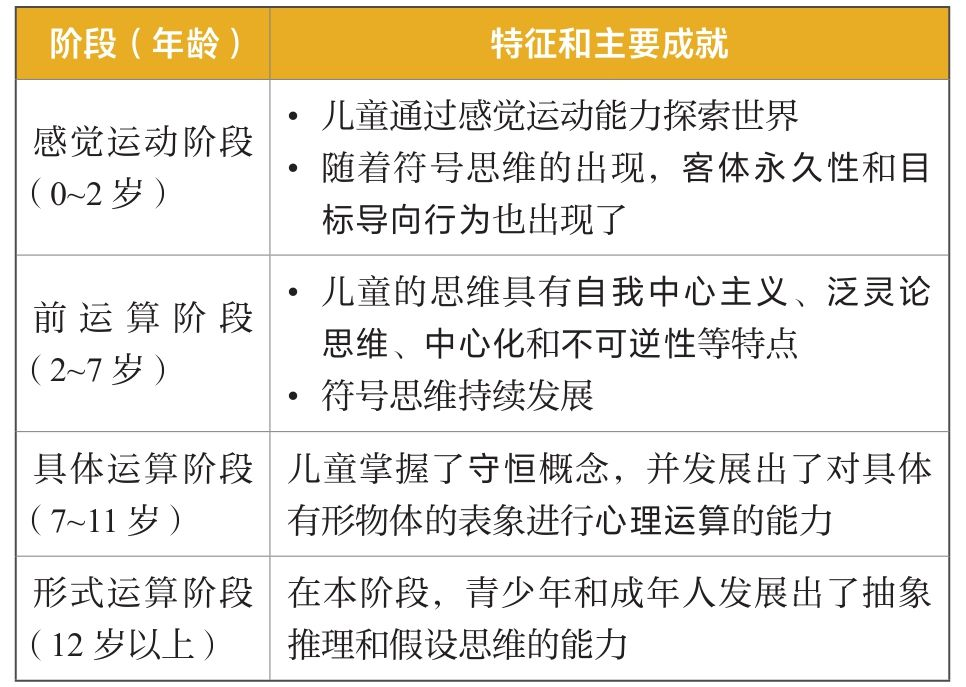 阶段（年龄）
特征和主要成就
感觉运动阶段
（0~2 岁）
• 儿童通过感觉运动能力探索世界
• 随着符号思维的出现，客体永久性和目
标导向行为也出现了
前运算阶段
（2~7 岁）
• 儿童的思维具有自我中心主义、泛灵论
思维、中心化和不可逆性等特点
• 符号思维持续发展
具体运算阶段
（7~11 岁）
儿童掌握了守恒概念，并发展出了对具体
有形物体的表象进行心理运算的能力
形式运算阶段
（12 岁以上）
在本阶段，青少年和成年人发展出了抽象
推理和假设思维的能力